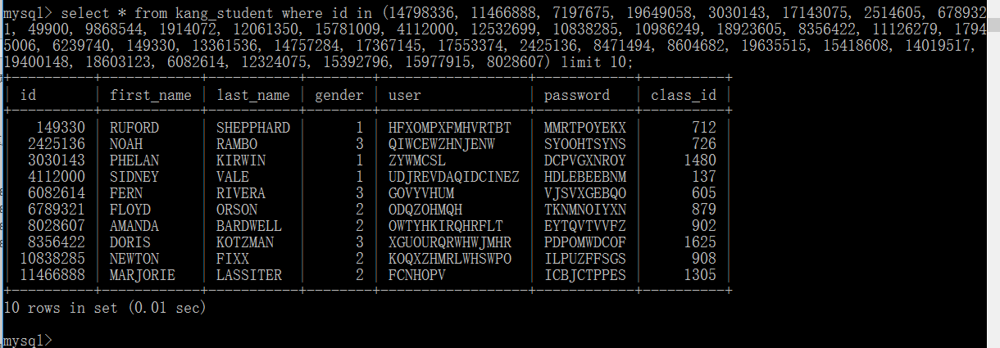 mysql> select * from kang_student where id in (14798336, 11466888, 7197675, 19649058, 3030143, 17143075, 2514605, 678932
1, 49900, 9868544, 1914072, 12061350, 15781009, 4112000, 12532699, 10838285, 10986249, 18923605, 8356422, 11126279, 1794
5006, 6239740, 149330, 13361536, 14757284, 17367145, 17553374, 2425136, 8471494, 8604682, 19635515, 15418608, 14019517,
19400148, 18603123, 6082614, 12324075, 15392796, 15977915, 8028607) limit 10;
+----------+------------+-----------+--------+------------------+------------+----------+
| id | first_name | last_name | gender | user | password | class_id |
+----------+------------+-----------+--------+------------------+------------+----------+
| 149330 | RUFORD | SHEPPHARD | 1 | HFXOMPXFMHVRTBT | MMRTPOYEKX | 712 |
| 2425136 | NOAH | RAMBO | 3 | QIWCEWZHNJENW | SYOOHTSYNS | 726 |
| 3030143 | PHELAN | KIRWIN | 1 | ZYWMCSL | DCPVGXNROY | 1480 |
| 4112000 | SIDNEY | VALE | 1 | UDJREVDAQIDCINEZ | HDLEBEEBNM | 137 |
| 6082614 | FERN | RIVERA | 3 | GOVYVHUM | VJSVXGEBQO | 605 |
| 6789321 | FLOYD | ORSON | 2 | ODQZOHMQH | TKNMNOIYXN | 879 |
| 8028607 | AMANDA | BARDWELL | 2 | OWTYHKIRQHRFLT | EYTQVTVVFZ | 902 |
| 8356422 | DORIS | KOTZMAN | 3 | XGUOURQRWHWJMHR | PDPOMWDCOF | 1625 |
| 10838285 | NEWTON | FIXX | 2 | KOQXZHMRLWHSWPO | ILPUZFFSGS | 908 |
| 11466888 | MARJORIE | LASSITER | 2 | FCNHOPV | ICBJCTPPES | 1305 |
+----------+------------+-----------+--------+------------------+------------+----------+
10 rows in set (0.01 sec)
mysql>